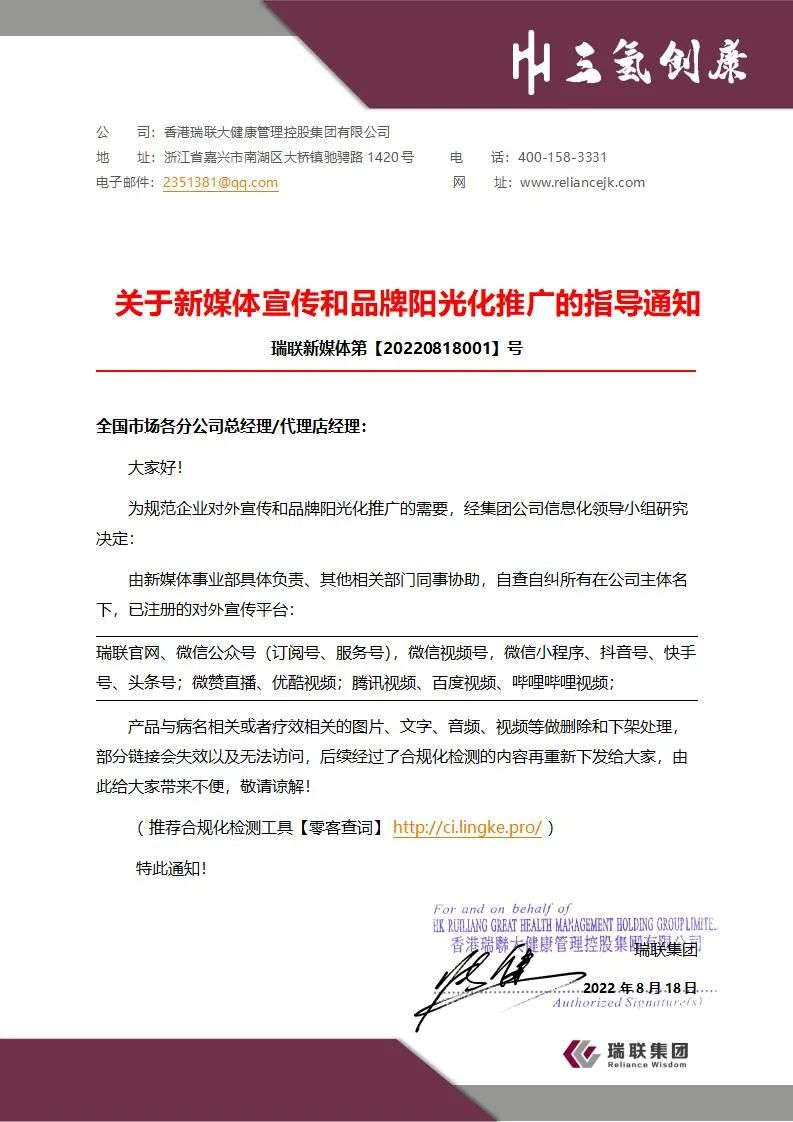 三氢创康
公 司：香港瑞联大健康管理控股集团有限公司
地 址：浙江省嘉兴市南湖区大桥镇驰骋路 1420 号 电 话：400-158-3331
电子邮件：2351381@qq.com 网 址：www.reliancejk.com
关于新媒体宣传和品牌阳光化推广的指导通知
瑞联新媒体第【20220818001】号
全国市场各分公司总经理/代理店经理：
大家好！
为规范企业对外宣传和品牌阳光化推广的需要，经集团公司信息化领导小组研究
决定：
由新媒体事业部具体负责、其他相关部门同事协助，自查自纠所有在公司主体名
下，已注册的对外宣传平台：
瑞联官网、微信公众号（订阅号、服务号），微信视频号，微信小程序、抖音号、快手
号、头条号；微赞直播、优酷视频；腾讯视频、百度视频、哔哩哔哩视频；
产品与病名相关或者疗效相关的图片、文字、音频、视频等做删除和下架处理，
部分链接会失效以及无法访问，后续经过了合规化检测的内容再重新下发给大家，由
此给大家带来不便，敬请谅解！
（ 推荐合规化检测工具【零客查词】 http://ci.lingke.pro/ ）
特此通知！
For and on behalf of
HK RUILIANG GREAT HEALTH MANAGEMENT HOLDING GROUP LIMITE
香港瑞聯大健康管理控股集團有限公司
瑞联集团
2022 年 8 月 18 日
Authorized Signature(s)
瑞联集团
Reliance Wisdom